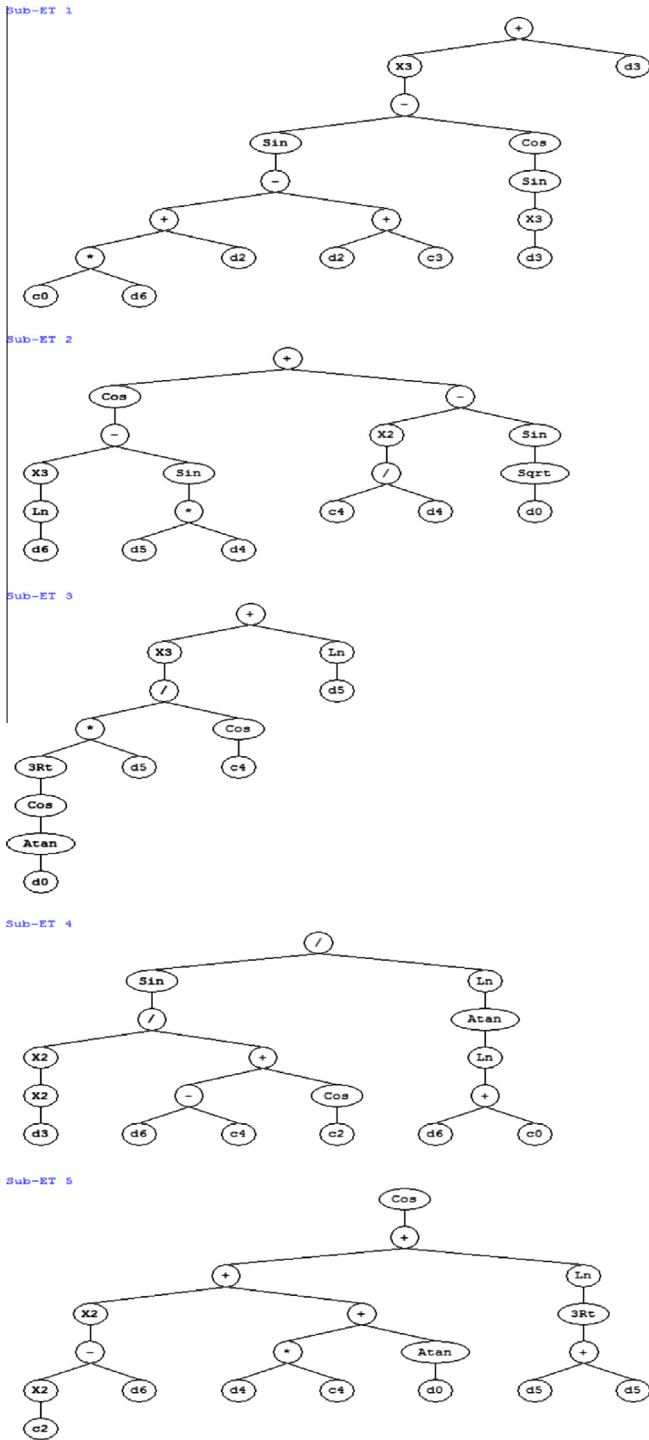 Sub-ET 1
+
X3 d3
-
Sin Cos
- Sin
+ + X3
* d2 d2 c3 d3
c0 d6
Sub-ET 2
+
Cos -
- X2 Sin
X3 Sin / Sqrt
Ln * c4 d4 d0
d6 d5 d4
Sub-ET 3
+
X3 Ln
/ d5
* Cos
3Rt d5 c4
Cos
Atan
d0
Sub-ET 4
/
Sin Ln
/ Atan
X2 + Ln
X2 - Cos +
d3 d6 c4 c2 d6 c0
Sub-ET 5
Cos
+
+ Ln
X2 + 3Rt
- * Atan +
X2 d6 d4 c4 d0 d5 d5
c2